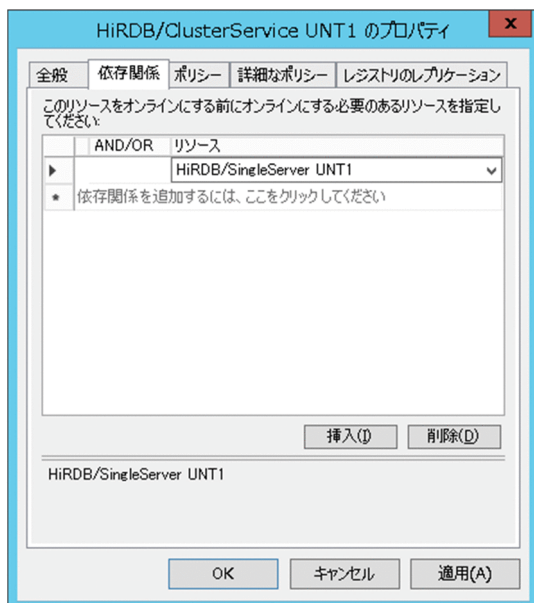 HiRDB/ClusterService UNT1 のプロパティ
x
全般 依存関係 ポリシー 詳細なポリシー レジストリのレプリケーション
このリソースをオンラインにする前にオンラインにする必要のあるリソースを指定し
てください:
AND/OR リソース
HiRDB/SingleServer UNT1
* 依存関係を追加するには、ここをクリックしてください
挿入(I) 削除(D)
HiRDB/SingleServer UNT1
OK キャンセル 適用(A)